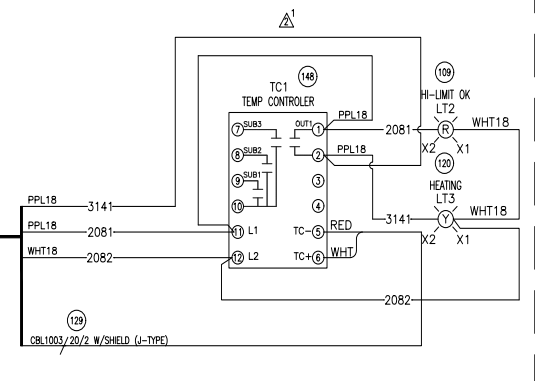 2 1
109
148
TC1
TEMP CONTROLER
HI-LIMIT OK
LT2
PPL18
7 SUB3
OUT1 1
2081
R
WHT18
X2
X1
8 SUB2
2
PPL18
120
9 SUB1
3
HEATING
LT3
PPL18
3141
10
4
3141
Y
WHT18
PPL18
2081
11 L1
TC- 5
RED
X2
X1
WHT18
2082
12 L2
TC+ 6
WHT
2082
129
CBL1003/20/2 W/SHIELD (J-TYPE)